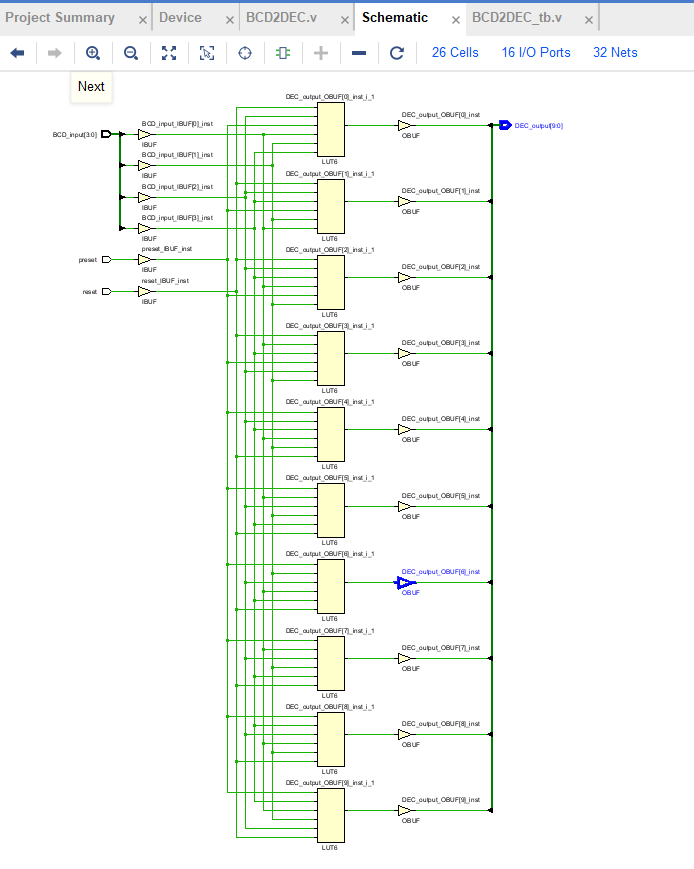 Project Summary
Device
BCD2DEC.v
Schematic
BCD2DEC_tb.v
26 Cells
16 I/O Ports
32 Nets
Next
DEC_output_OBUF[0]_inst_i_1
LUT6
DEC_output_OBUF[0]_inst
OBUF
DEC_output[9:0]
BCD_input[3:0]
BCD_input_IBUF[0]_inst
IBUF
BCD_input_IBUF[1]_inst
IBUF
BCD_input_IBUF[2]_inst
IBUF
BCD_input_IBUF[3]_inst
IBUF
preset
preset_IBUF_inst
IBUF
reset
reset_IBUF_inst
IBUF
DEC_output_OBUF[1]_inst_i_1
LUT6
DEC_output_OBUF[1]_inst
OBUF
DEC_output_OBUF[2]_inst_i_1
LUT6
DEC_output_OBUF[2]_inst
OBUF
DEC_output_OBUF[3]_inst_i_1
LUT6
DEC_output_OBUF[3]_inst
OBUF
DEC_output_OBUF[4]_inst_i_1
LUT6
DEC_output_OBUF[4]_inst
OBUF
DEC_output_OBUF[5]_inst_i_1
LUT6
DEC_output_OBUF[5]_inst
OBUF
DEC_output_OBUF[6]_inst_i_1
LUT6
DEC_output_OBUF[6]_inst
OBUF
DEC_output_OBUF[7]_inst_i_1
LUT6
DEC_output_OBUF[7]_inst
OBUF
DEC_output_OBUF[8]_inst_i_1
LUT6
DEC_output_OBUF[8]_inst
OBUF
DEC_output_OBUF[9]_inst_i_1
LUT6
DEC_output_OBUF[9]_inst
OBUF